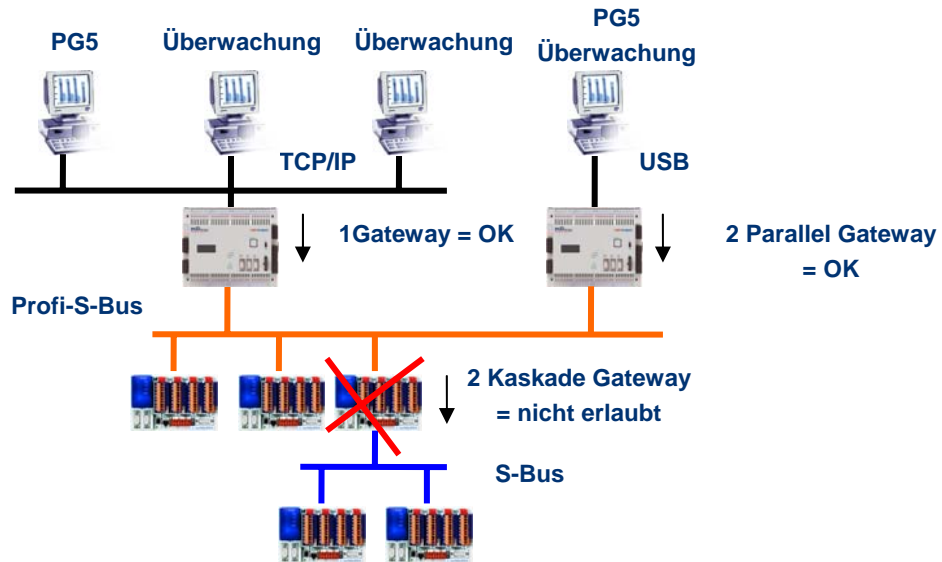 PG5
Überwachung
Überwachung
PG5
Überwachung
TCP/IP
USB
1Gateway = OK
2 Parallel Gateway
= OK
Profi-S-Bus
2 Kaskade Gateway
= nicht erlaubt
S-Bus